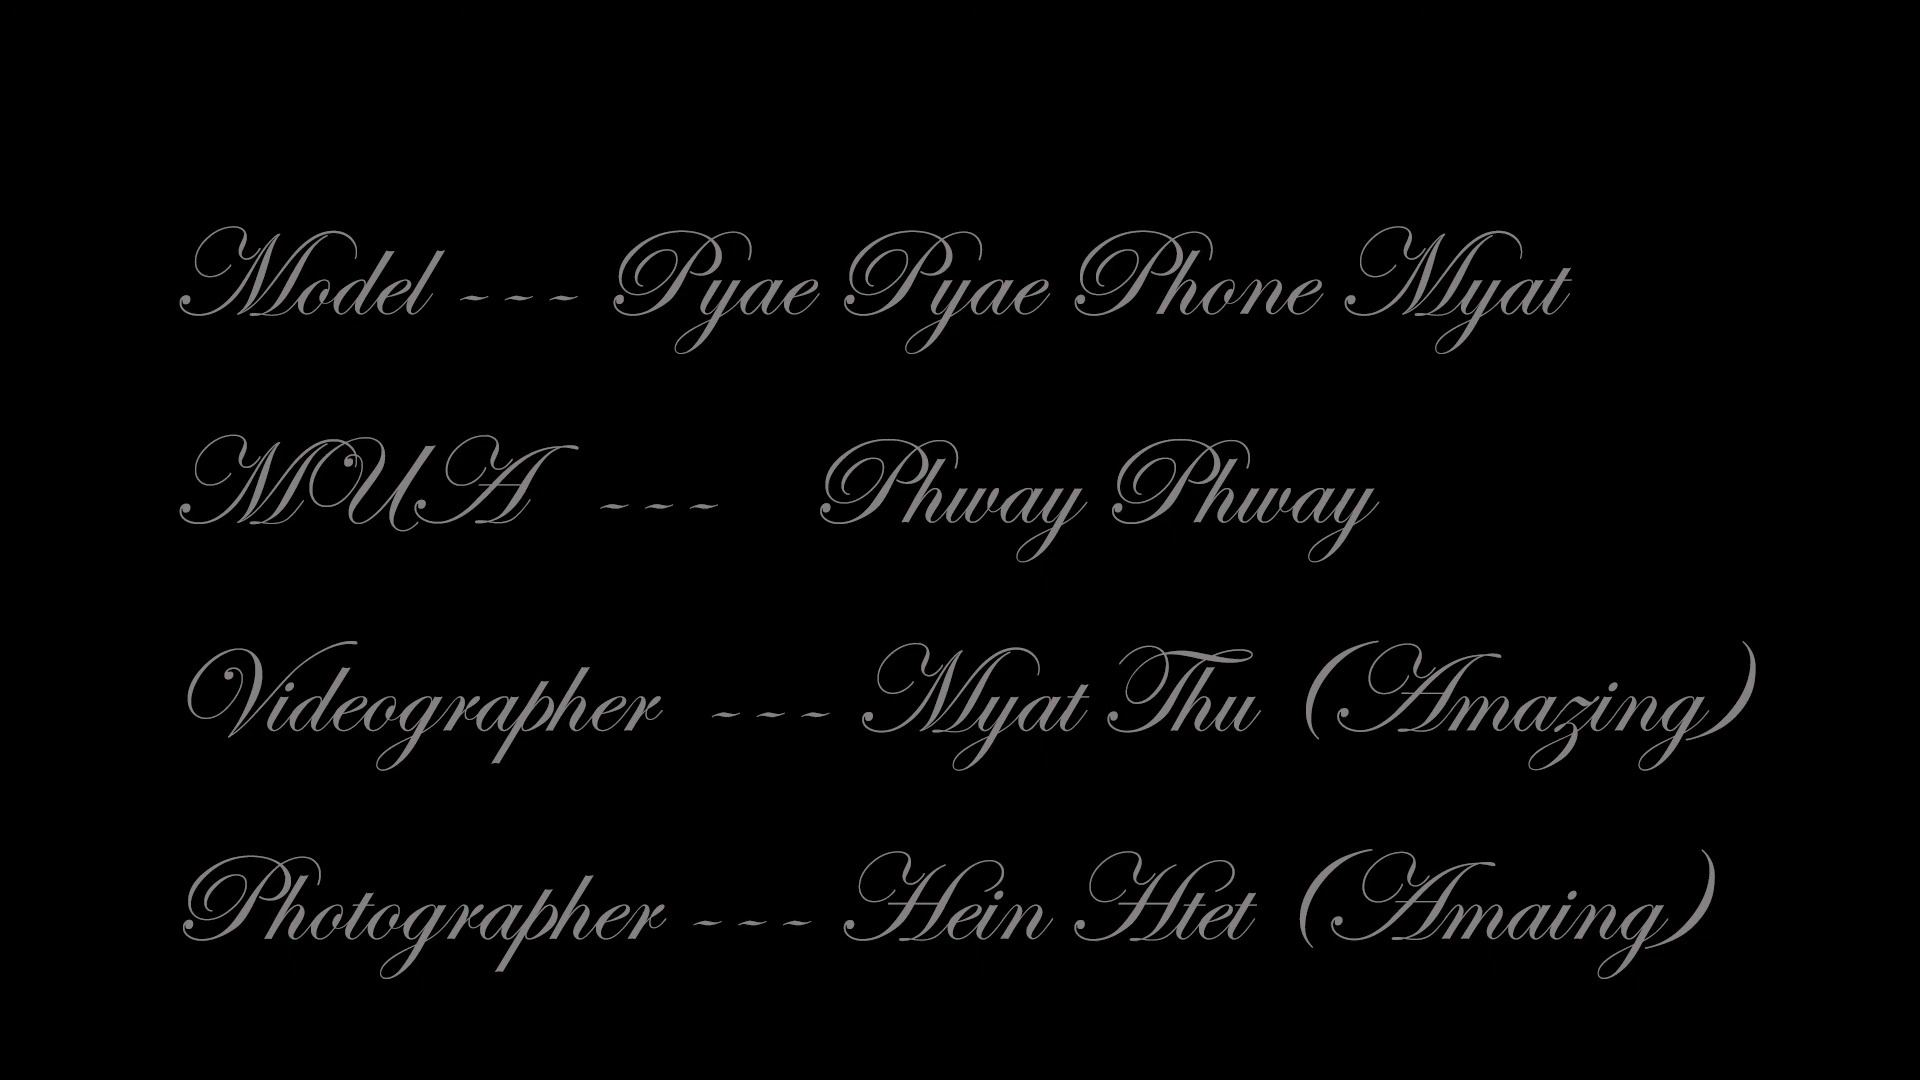 Model --- Pyae Pyae Phone Myat
MUA --- Phway Phway
Videographer --- Myat Thu (Amazing)
Photographer --- Hein Htet (Amaing)